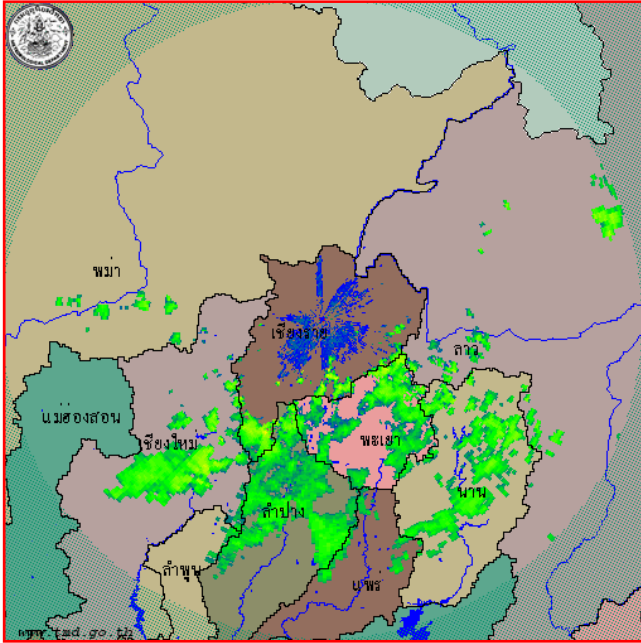 พม่า
เชียงราย
ลาว
แม่ฮ่องสอน
เชียงใหม่
พะเยา
น่าน
ลำปาง
ลำพูน
แพร่
www.tmd.go.th